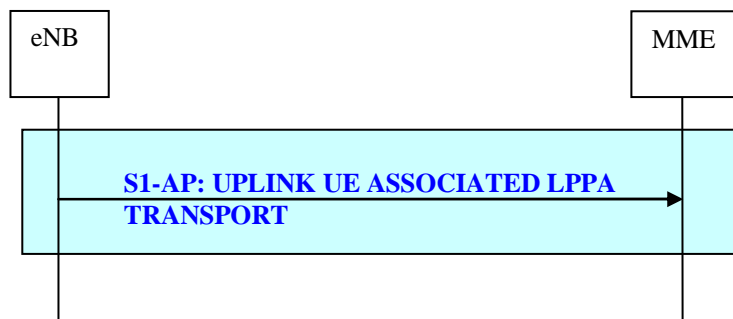 eNB
MME
S1-AP: UPLINK UE ASSOCIATED LPPA
TRANSPORT